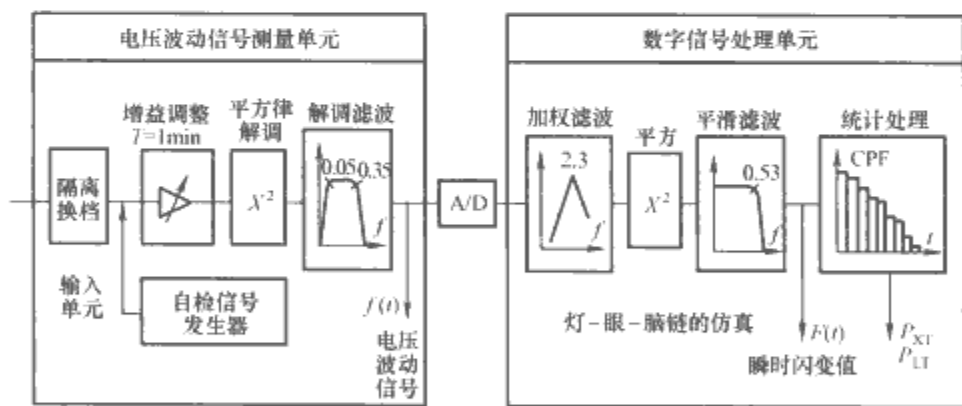 电压波动信号测量单元
数字信号处理单元
增益调整
T=1min
平方律
解调
解调滤波
加权滤波
平方
平滑滤波
统计处理
隔离
换档
X²
0.05
0.35
f
A/D
2.3
f
X²
0.53
f
CPF
t
输入
单元
自检信号
发生器
f(t)
电压
波动
信号
灯-眼-脑链的仿真
F(t)
瞬时闪变值
P_XT
P_LT